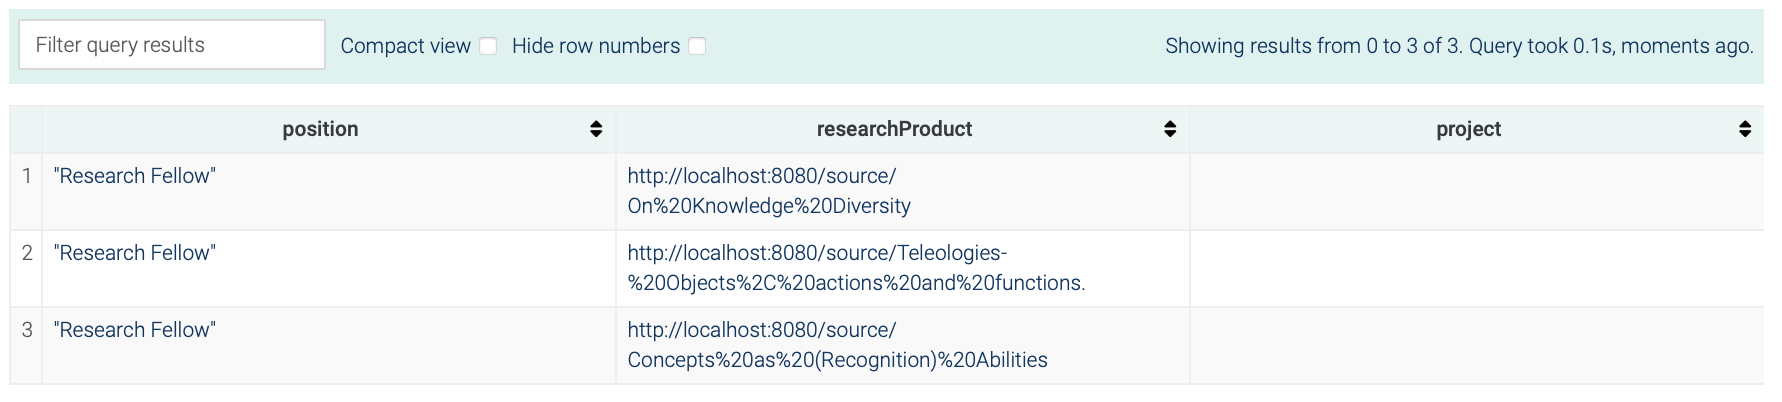 Filter query results Compact view Hide row numbers Showing results from 0 to 3 of 3. Query took 0.1s, moments ago.
position researchProduct project
1 "Research Fellow" http://localhost:8080/source/
On%20Knowledge%20Diversity
2 "Research Fellow" http://localhost:8080/source/Teleologies-
%20Objects%2C%20actions%20and%20functions.
3 "Research Fellow" http://localhost:8080/source/
Concepts%20as%20(Recognition)%20Abilities